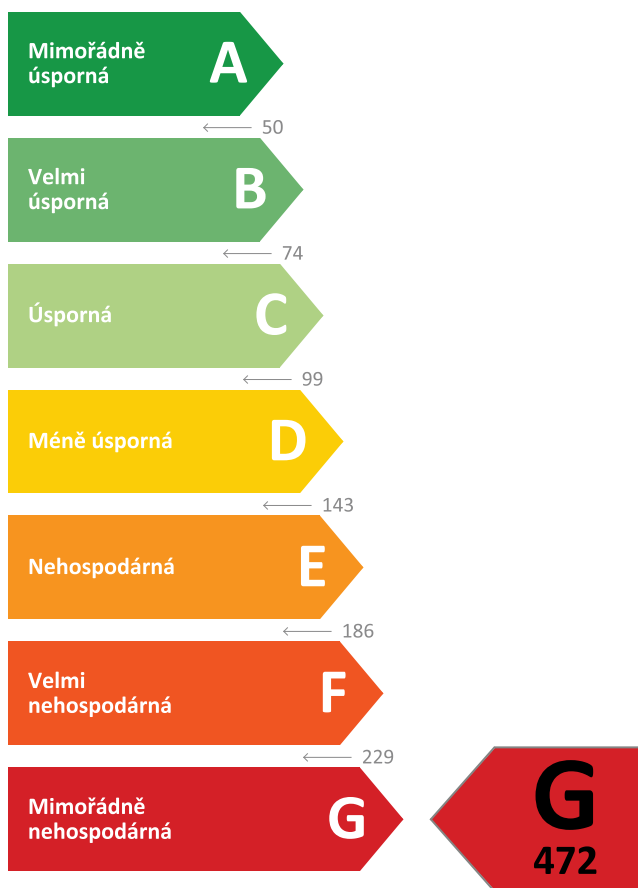 Mimořádně
úsporná
A
50
Velmi
úsporná
B
74
Úsporná
C
99
Méně úsporná
D
143
Nehospodárná
E
186
Velmi
nehospodárná
F
229
Mimořádně
nehospodárná
G
G
472